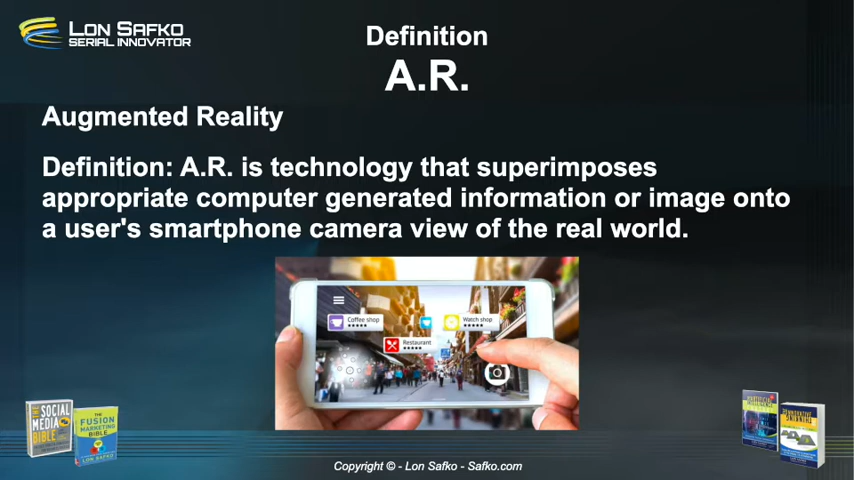 LON SAFKO
SERIAL INNOVATOR
Definition
A.R.
Augmented Reality
Definition: A.R. is technology that superimposes
appropriate computer generated information or image onto
a user's smartphone camera view of the real world.
Coffee shop
Watch shop
Restaurant
THE SOCIAL
MEDIA
BIBLE
THE
FUSION
MARKETING
BIBLE
LON SAFKO
Copyright © - Lon Safko - Safko.com